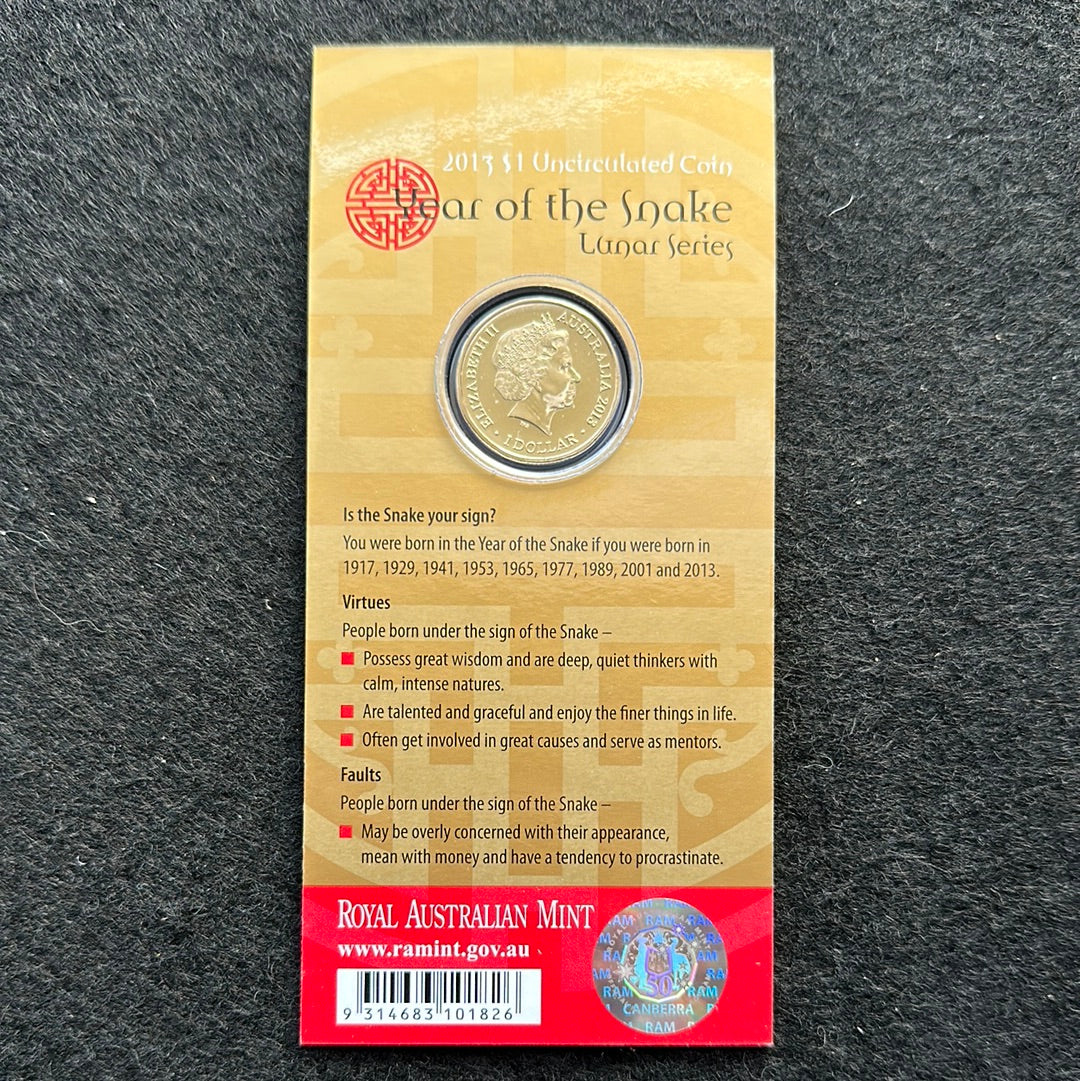 2013 $1 Uncirculated Coin
Year of the Snake
Lunar Series
ELIZABETH II
AUSTRALIA 2013
1 DOLLAR
Is the Snake your sign?
You were born in the Year of the Snake if you were born in
1917, 1929, 1941, 1953, 1965, 1977, 1989, 2001 and 2013.
Virtues
People born under the sign of the Snake –
Possess great wisdom and are deep, quiet thinkers with
calm, intense natures.
Are talented and graceful and enjoy the finer things in life.
Often get involved in great causes and serve as mentors.
Faults
People born under the sign of the Snake –
May be overly concerned with their appearance,
mean with money and have a tendency to procrastinate.
ROYAL AUSTRALIAN MINT
www.ramint.gov.au
9 314683 101826
RAM
50
RAM RAM
CANBERRA
RAM